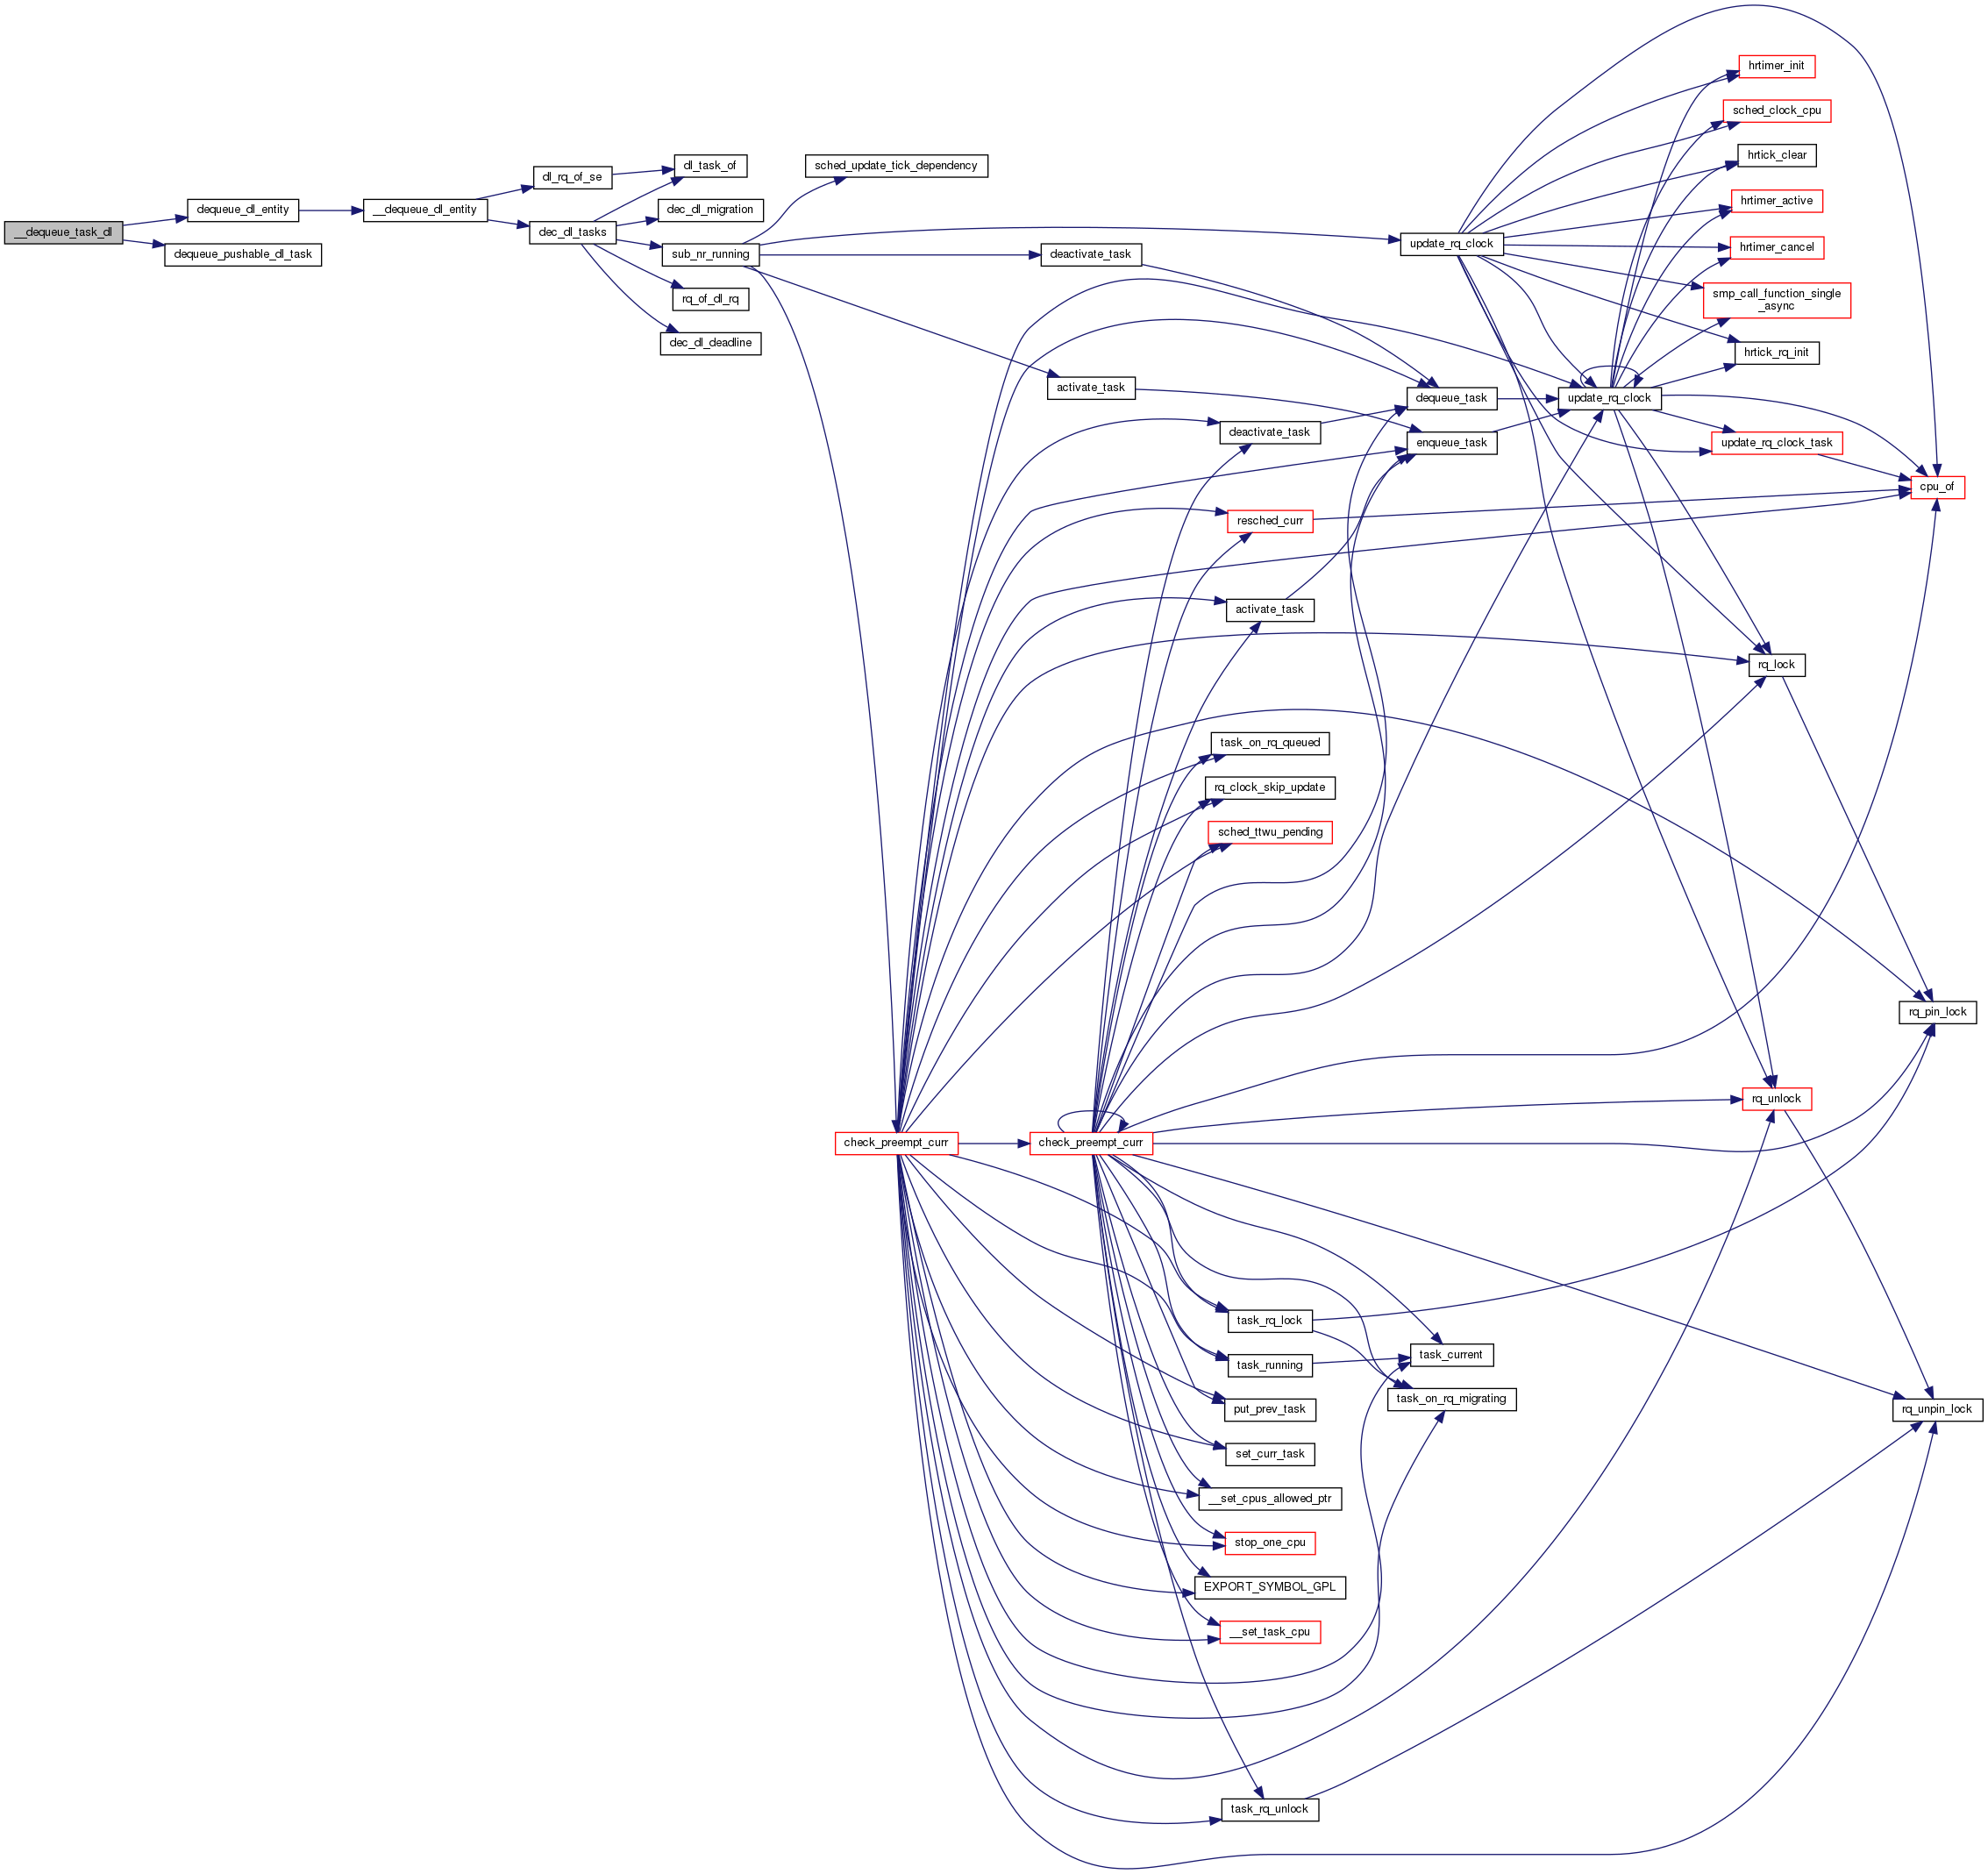 hrtimer_init
sched_clock_cpu
hrtick_clear
dl_task_of
sched_update_tick_dependency
dl_rq_of_se
hrtimer_active
dequeue_dl_entity
__dequeue_dl_entity
dec_dl_migration
__dequeue_task_dl
dec_dl_tasks
update_rq_clock
hrtimer_cancel
dequeue_pushable_dl_task
sub_nr_running
deactivate_task
rq_of_dl_rq
smp_call_function_single
_async
dec_dl_deadline
hrtick_rq_init
activate_task
dequeue_task
update_rq_clock
deactivate_task
enqueue_task
update_rq_clock_task
cpu_of
resched_curr
activate_task
rq_lock
task_on_rq_queued
rq_clock_skip_update
sched_ttwu_pending
rq_pin_lock
rq_unlock
check_preempt_curr
check_preempt_curr
task_rq_lock
task_running
task_current
task_on_rq_migrating
put_prev_task
rq_unpin_lock
set_curr_task
__set_cpus_allowed_ptr
stop_one_cpu
EXPORT_SYMBOL_GPL
__set_task_cpu
task_rq_unlock